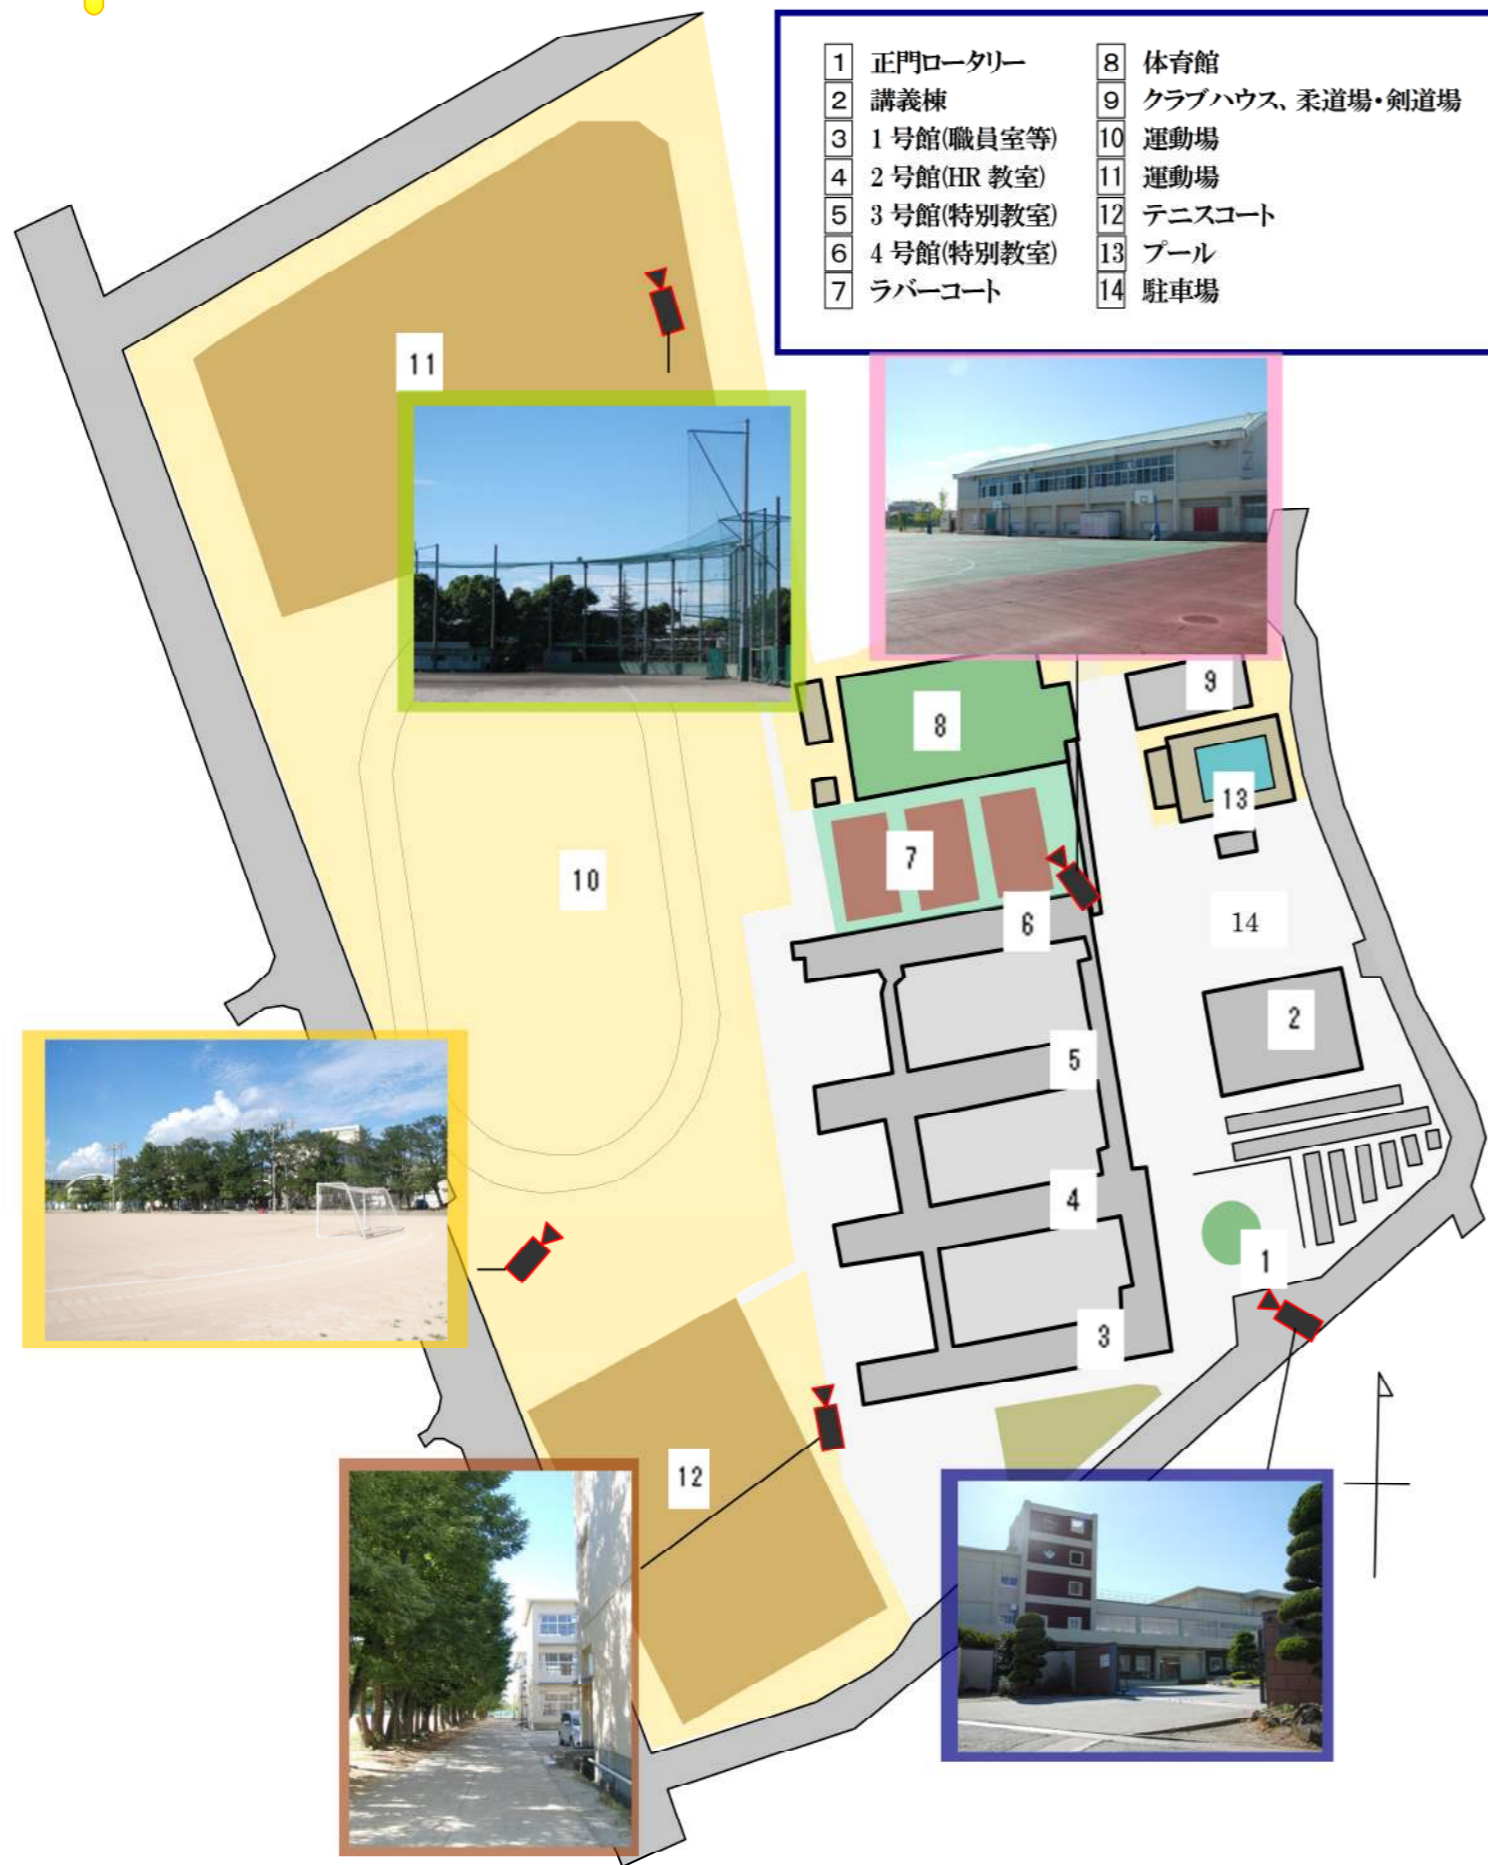 1 正門ロータリー
2 講義棟
3 1号館(職員室等)
4 2号館(HR 教室)
5 3号館(特別教室)
6 4号館(特別教室)
7 ラバーコート
8 体育館
9 クラブハウス、柔道場・剣道場
10 運動場
11 運動場
12 テニスコート
13 プール
14 駐車場
11
9
8
13
7
10
6
14
2
5
4
1
3
12